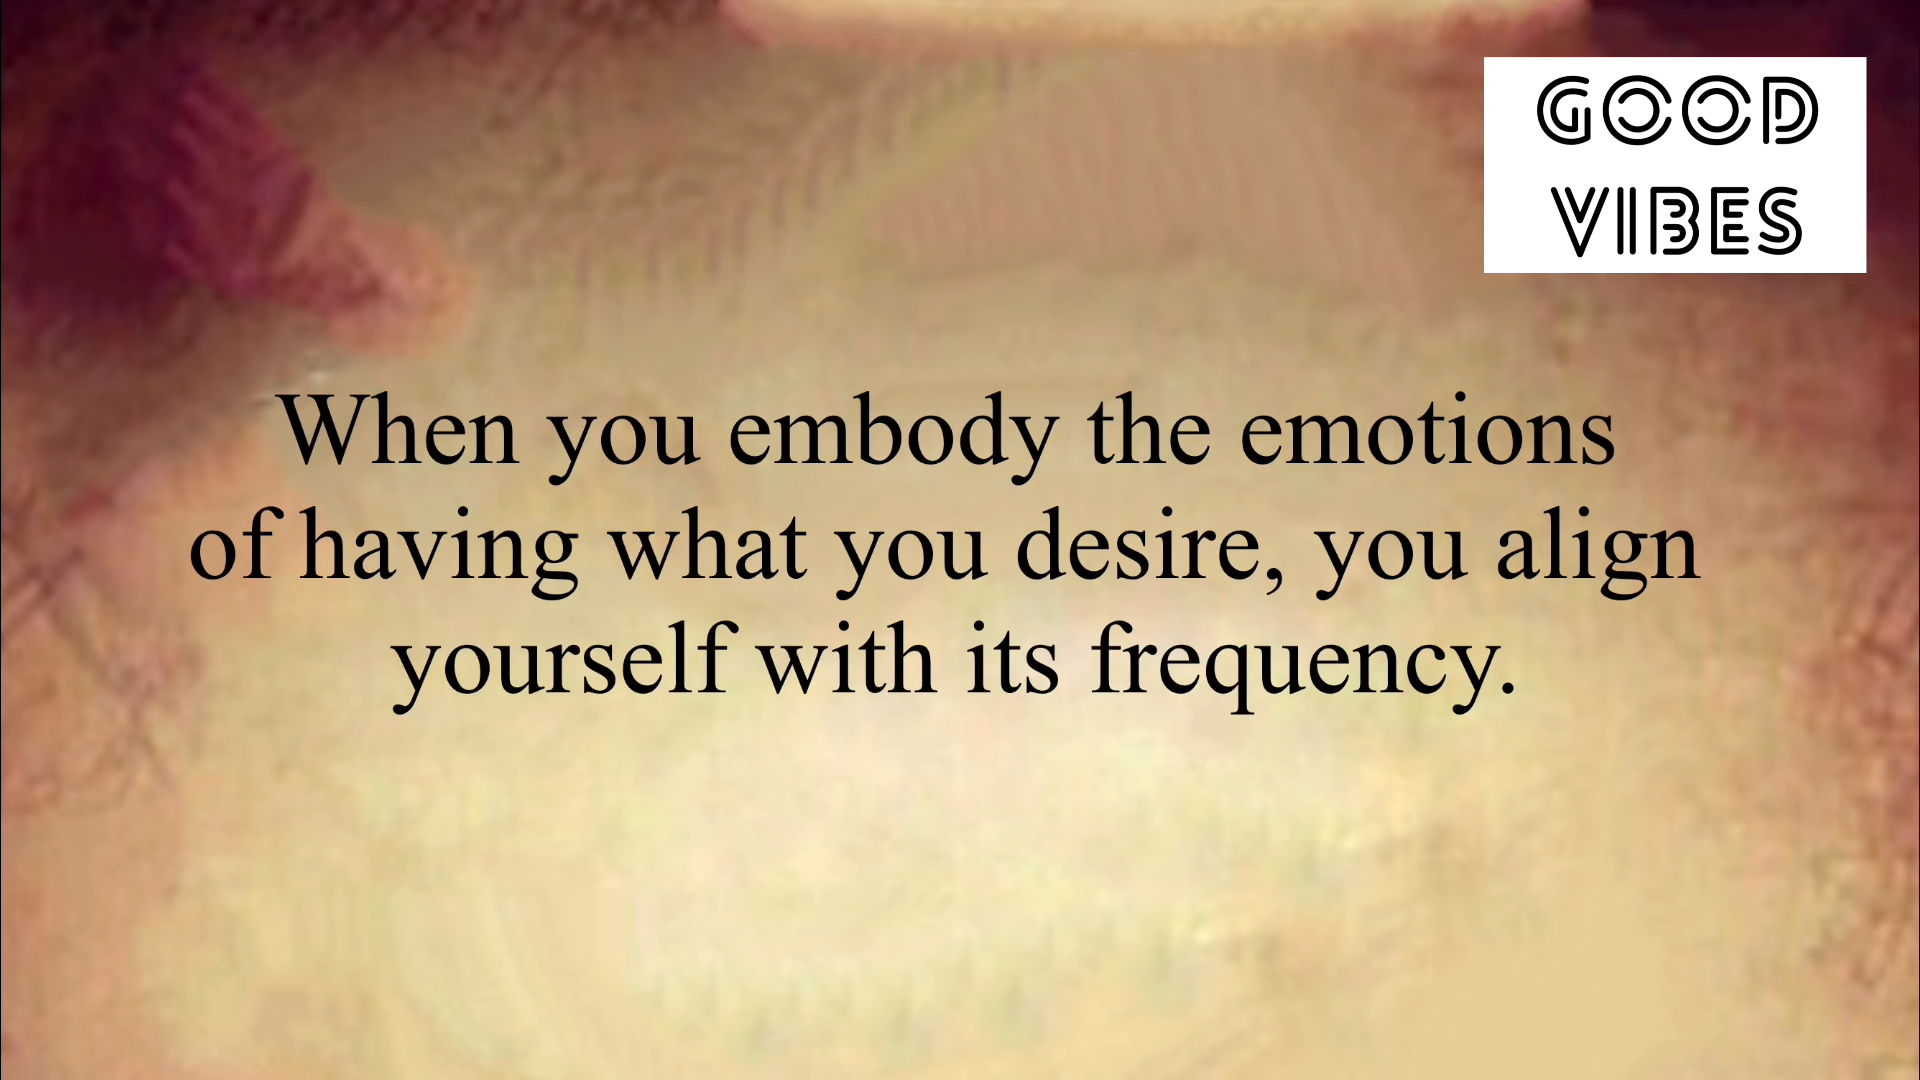 GOOD
VIBES
When you embody the emotions
of having what you desire, you align
yourself with its frequency.